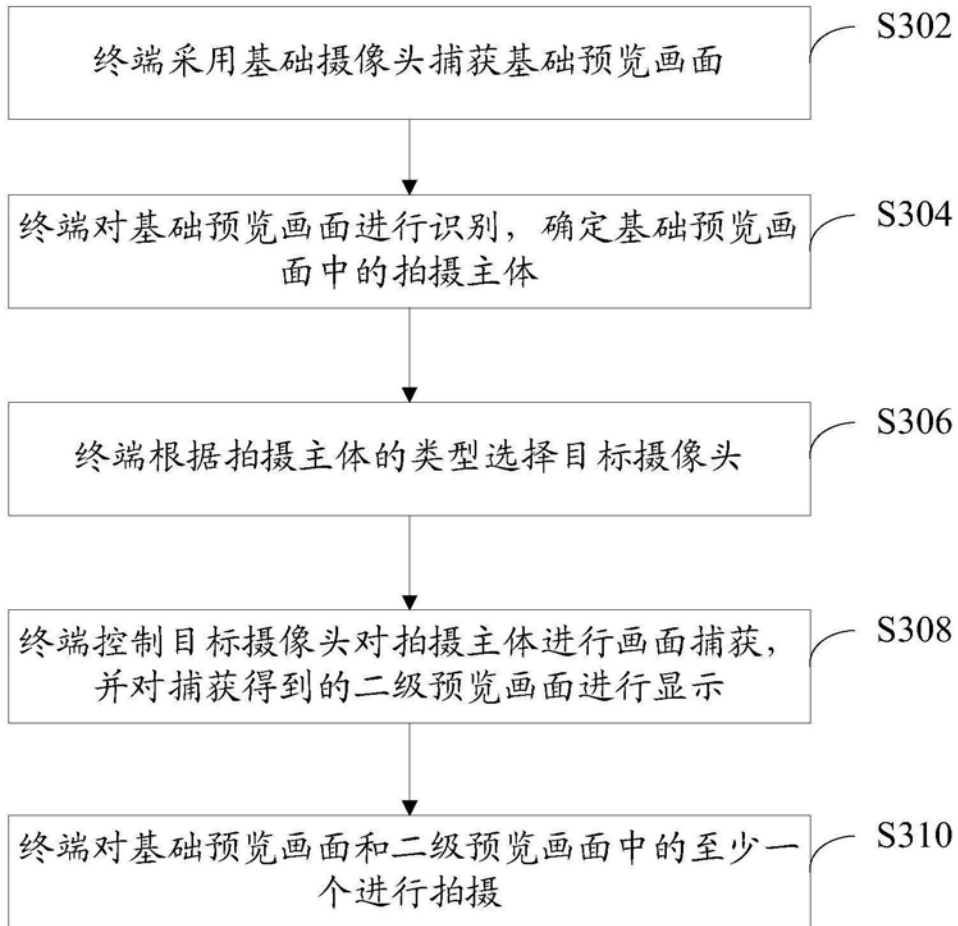 终端采用基础摄像头捕获基础预览画面
S302
终端对基础预览画面进行识别，确定基础预览画
面中的拍摄主体
S304
终端根据拍摄主体的类型选择目标摄像头
S306
终端控制目标摄像头对拍摄主体进行画面捕获，
并对捕获得到的二级预览画面进行显示
S308
终端对基础预览画面和二级预览画面中的至少一
个进行拍摄
S310